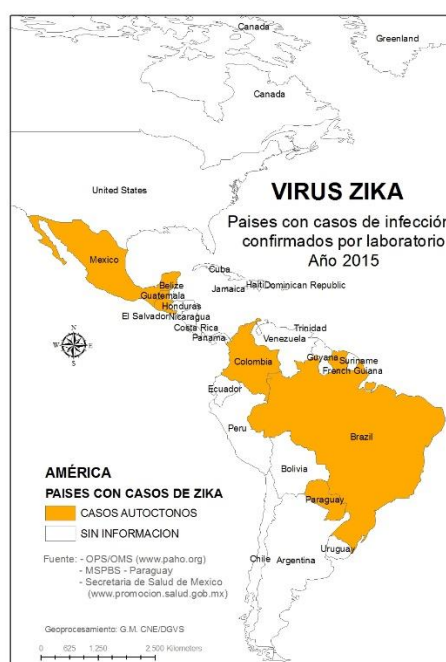 Canada
Greenland
Canada
United States
VIRUS ZIKA
Paises con casos de infección
confirmados por laboratorio
Año 2015
Mexico
Cuba
Haiti Dominican Republic
Jamaica
Belize
Guatemala
Honduras
El Salvador
Nicaragua
Costa Rica
Panama
Trinidad
Venezuela
Guyana
Suriname
French Guiana
Colombia
Ecuador
Peru
Brazil
Bolivia
Paraguay
Chile
Argentina
Uruguay
N
W
E
S
AMÉRICA
PAISES CON CASOS DE ZIKA
CASOS AUTOCTONOS
SIN INFORMACION
Fuente: - OPS/OMS (www.paho.org)
- MSPBS - Paraguay
- Secretaria de Salud de Mexico
(www.promocion.salud.gob.mx)
Geoprocesamiento: G.M. CNE/DGVS
0 625 1.250 2.500 Kilometers